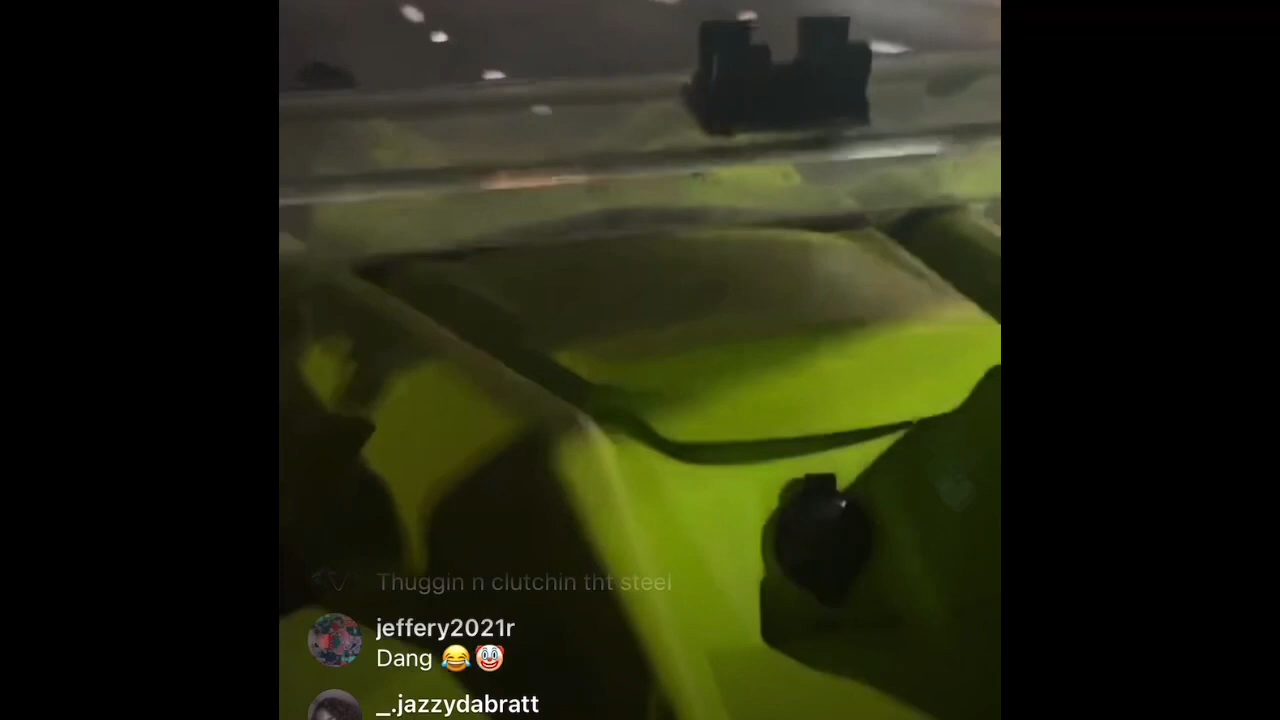 Thuggin n clutchin tht steel
jeffery2021r
Dang 😂🤡
_.jazzydabratt